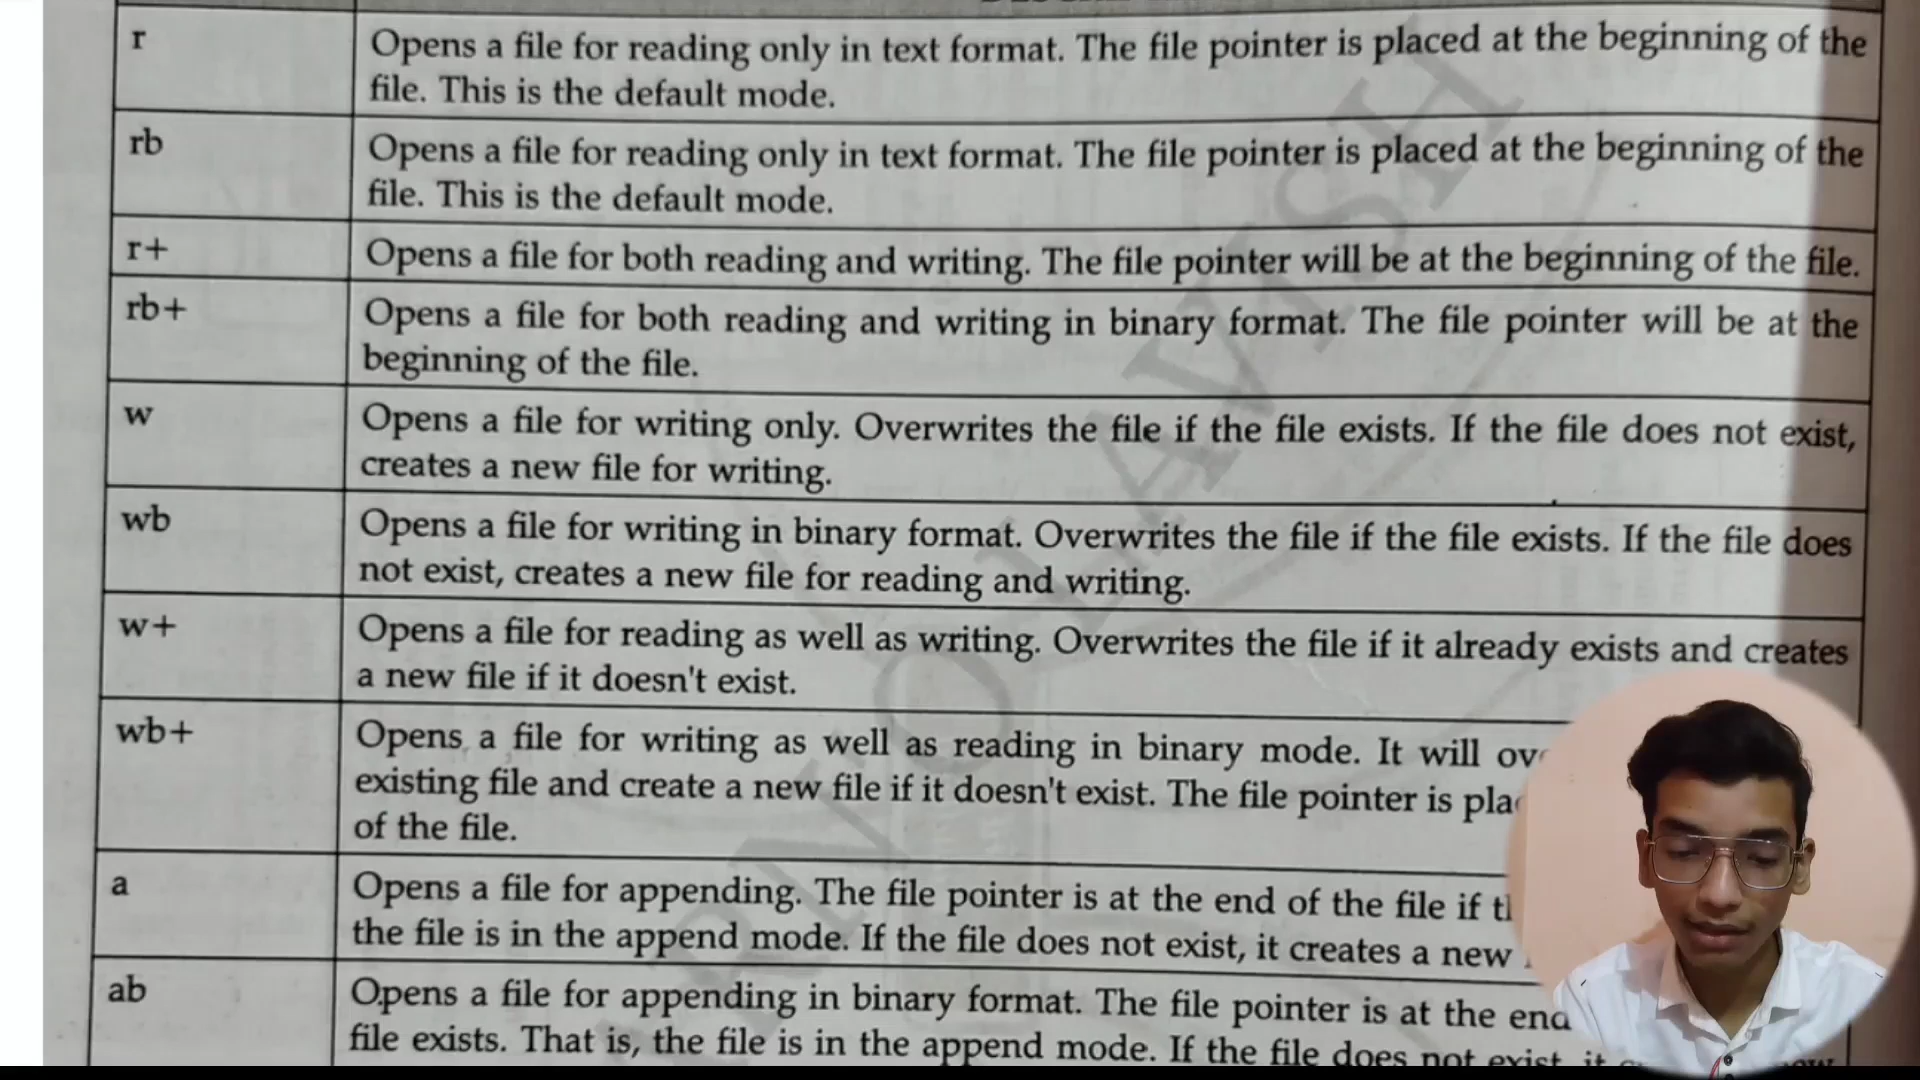 r
Opens a file for reading only in text format. The file pointer is placed at the beginning of the
file. This is the default mode.
rb
Opens a file for reading only in text format. The file pointer is placed at the beginning of the
file. This is the default mode.
r+
Opens a file for both reading and writing. The file pointer will be at the beginning of the file.
rb+
Opens a file for both reading and writing in binary format. The file pointer will be at the
beginning of the file.
w
Opens a file for writing only. Overwrites the file if the file exists. If the file does not exist,
creates a new file for writing.
wb
Opens a file for writing in binary format. Overwrites the file if the file exists. If the file does
not exist, creates a new file for reading and writing.
w+
Opens a file for reading as well as writing. Overwrites the file if it already exists and creates
a new file if it doesn't exist.
wb+
Opens a file for writing as well as reading in binary mode. It will
existing file and create a new file if it doesn't exist. The file pointer is
of the file.
a
Opens a file for appending. The file pointer is at the end of the file if
the file is in the append mode. If the file does not exist, it creates a new
ab
Opens a file for appending in binary format. The file pointer is at the end
file exists. That is, the file is in the append mode. If the file does not exist, it